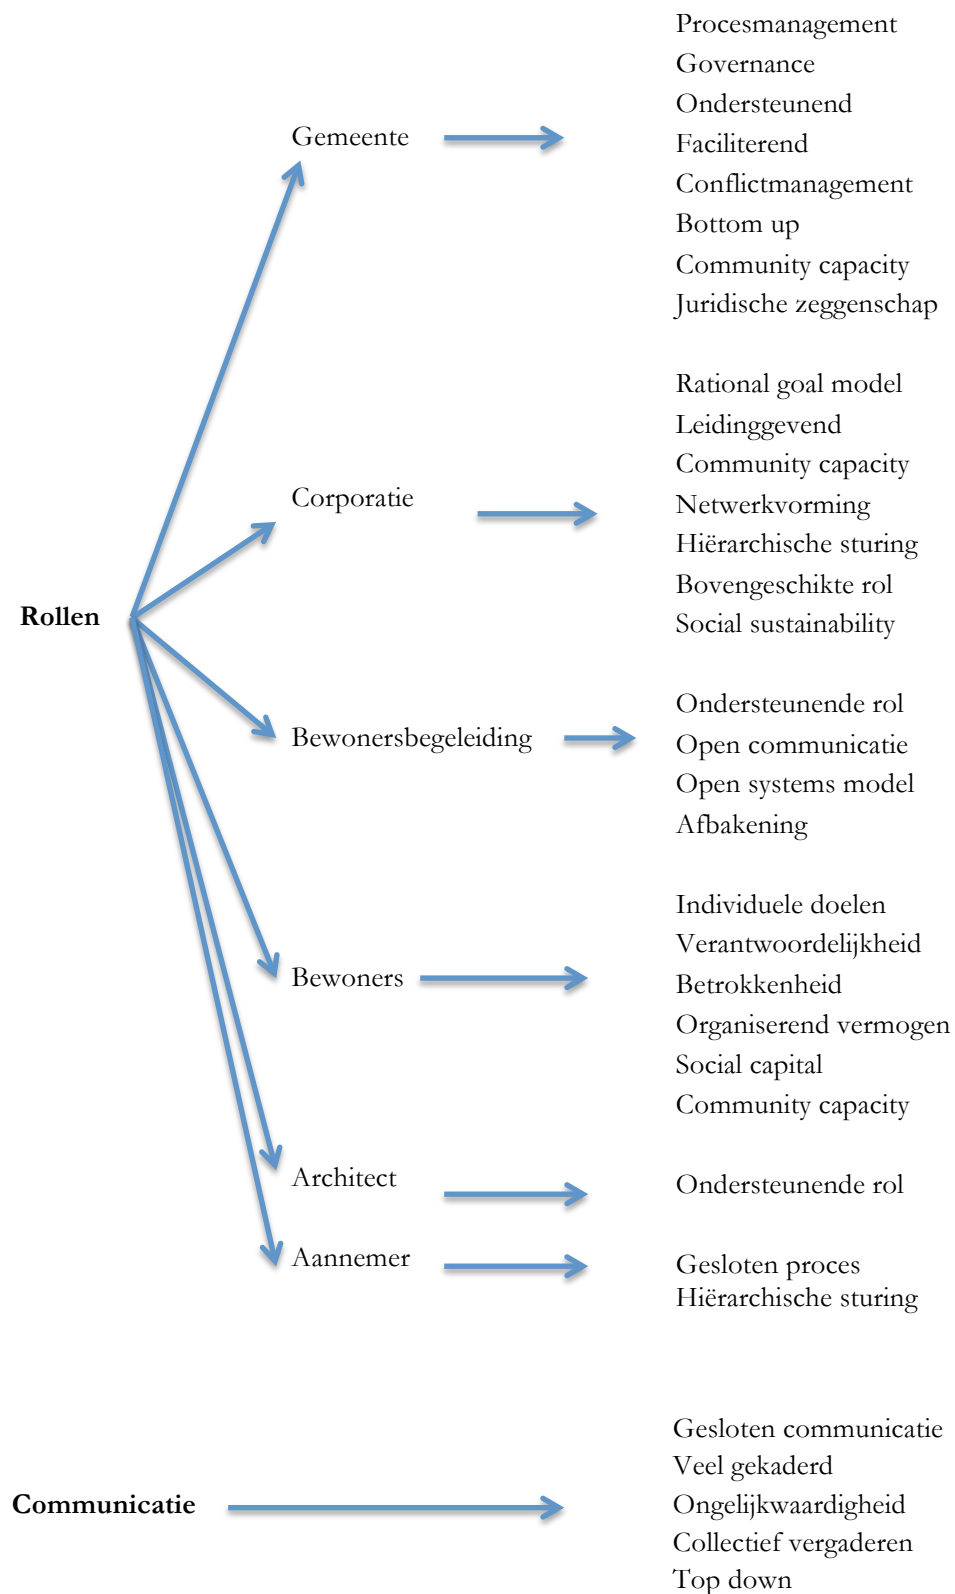 Rollen
Gemeente
Procesmanagement
Governance
Ondersteunend
Faciliterend
Conflictmanagement
Bottom up
Community capacity
Juridische zeggenschap
Corporatie
Rational goal model
Leidinggevend
Community capacity
Netwerkvorming
Hiërarchische sturing
Bovengeschikte rol
Social sustainability
Bewonersbegeleiding
Ondersteunende rol
Open communicatie
Open systems model
Afbakening
Bewoners
Individuele doelen
Verantwoordelijkheid
Betrokkenheid
Organiserend vermogen
Social capital
Community capacity
Architect
Ondersteunende rol
Aannemer
Gesloten proces
Hiërarchische sturing
Communicatie
Gesloten communicatie
Veel gekaderd
Ongelijkwaardigheid
Collectief vergaderen
Top down